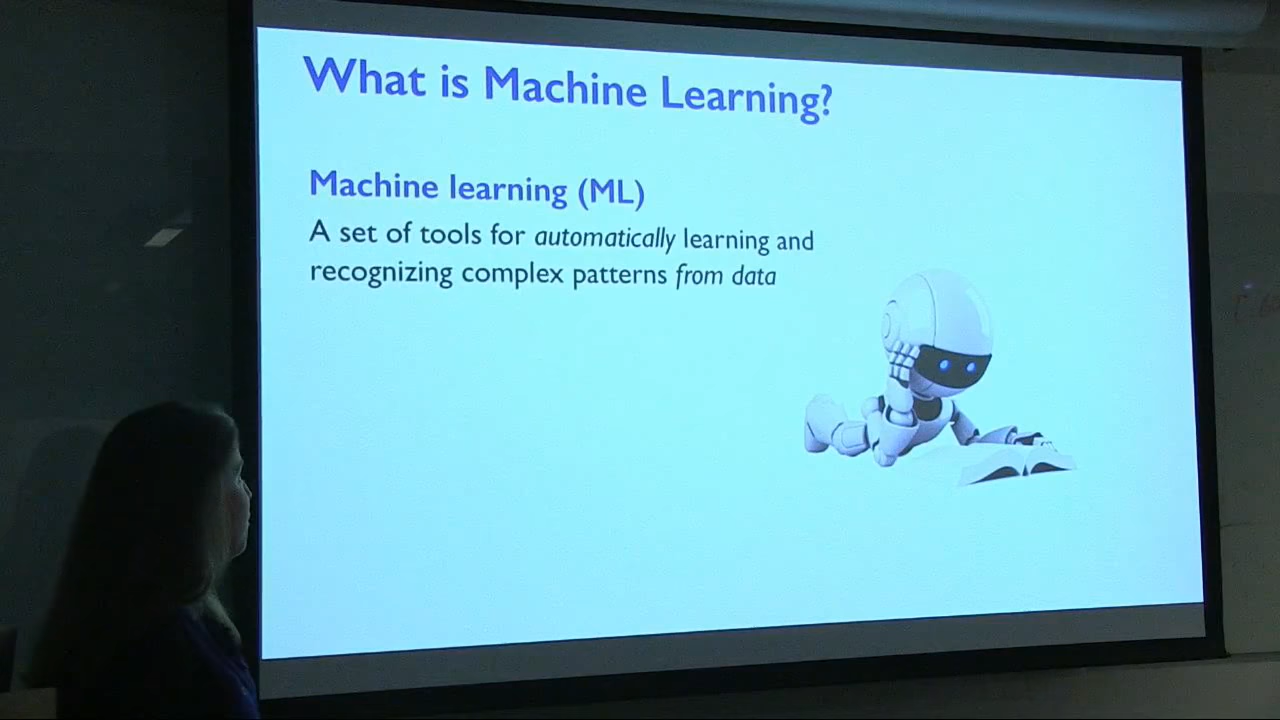 What is Machine Learning?
Machine learning (ML)
A set of tools for automatically learning and
recognizing complex patterns from data